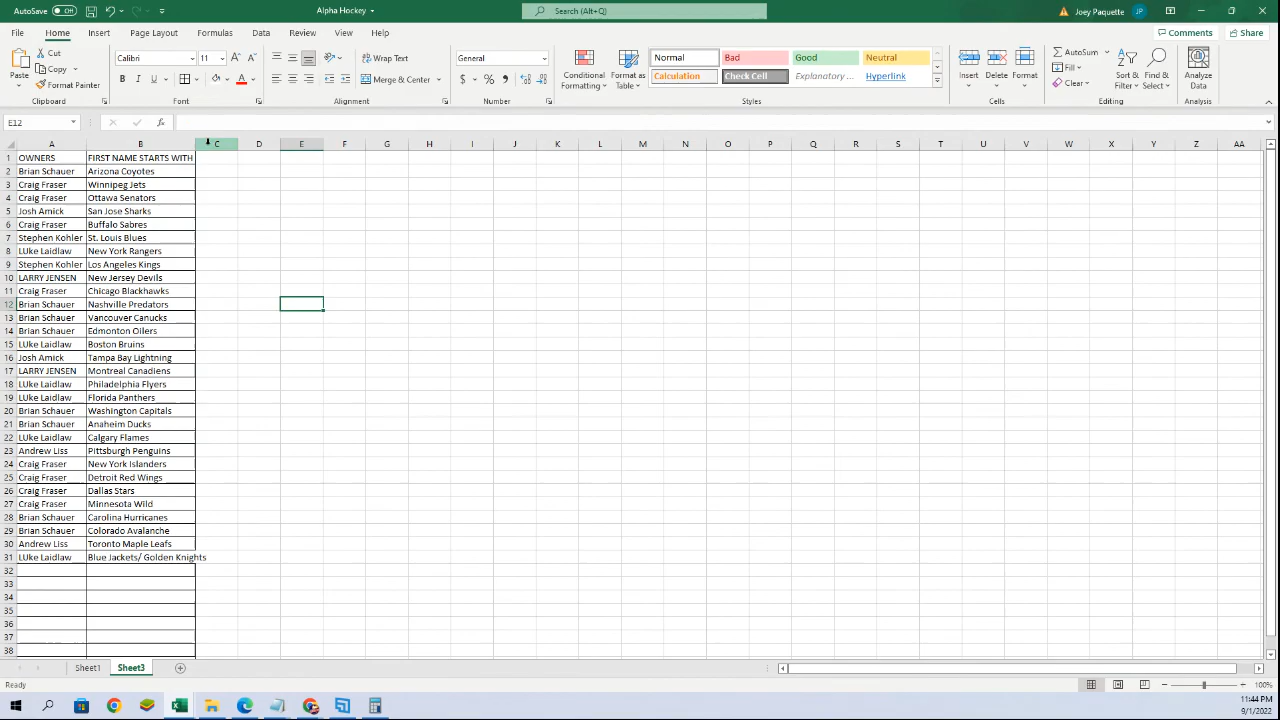 AutoSave Off Alpha Hockey Search (Alt+Q) Joey Paquette JP
File Home Insert Page Layout Formulas Data Review View Help Comments Share
Paste Cut Calibri 11 Wrap Text General Normal Bad Good Neutral AutoSum
Copy Fill
Format Painter Merge & Center Conditional Formatting Format as Table Calculation Check Cell Explanatory ... Hyperlink Insert Delete Format Clear Sort & Filter Find & Select Analyze Data
Clipboard Font Alignment Number Styles Cells Editing Analysis
E12 fx
A B C D E F G H I J K L M N O P Q R S T U V W X Y Z AA
1 OWNERS FIRST NAME STARTS WITH
2 Brian Schauer Arizona Coyotes
3 Craig Fraser Winnipeg Jets
4 Craig Fraser Ottawa Senators
5 Josh Amick San Jose Sharks
6 Craig Fraser Buffalo Sabres
7 Stephen Kohler St. Louis Blues
8 LUke Laidlaw New York Rangers
9 Stephen Kohler Los Angeles Kings
10 LARRY JENSEN New Jersey Devils
11 Craig Fraser Chicago Blackhawks
12 Brian Schauer Nashville Predators
13 Brian Schauer Vancouver Canucks
14 Brian Schauer Edmonton Oilers
15 LUke Laidlaw Boston Bruins
16 Josh Amick Tampa Bay Lightning
17 LARRY JENSEN Montreal Canadiens
18 LUke Laidlaw Philadelphia Flyers
19 LUke Laidlaw Florida Panthers
20 Brian Schauer Washington Capitals
21 Brian Schauer Anaheim Ducks
22 LUke Laidlaw Calgary Flames
23 Andrew Liss Pittsburgh Penguins
24 Craig Fraser New York Islanders
25 Craig Fraser Detroit Red Wings
26 Craig Fraser Dallas Stars
27 Craig Fraser Minnesota Wild
28 Brian Schauer Carolina Hurricanes
29 Brian Schauer Colorado Avalanche
30 Andrew Liss Toronto Maple Leafs
31 LUke Laidlaw Blue Jackets/ Golden Knights
32
33
34
35
36
37
38
Sheet1 Sheet3
Ready 100%
11:44 PM
9/1/2022